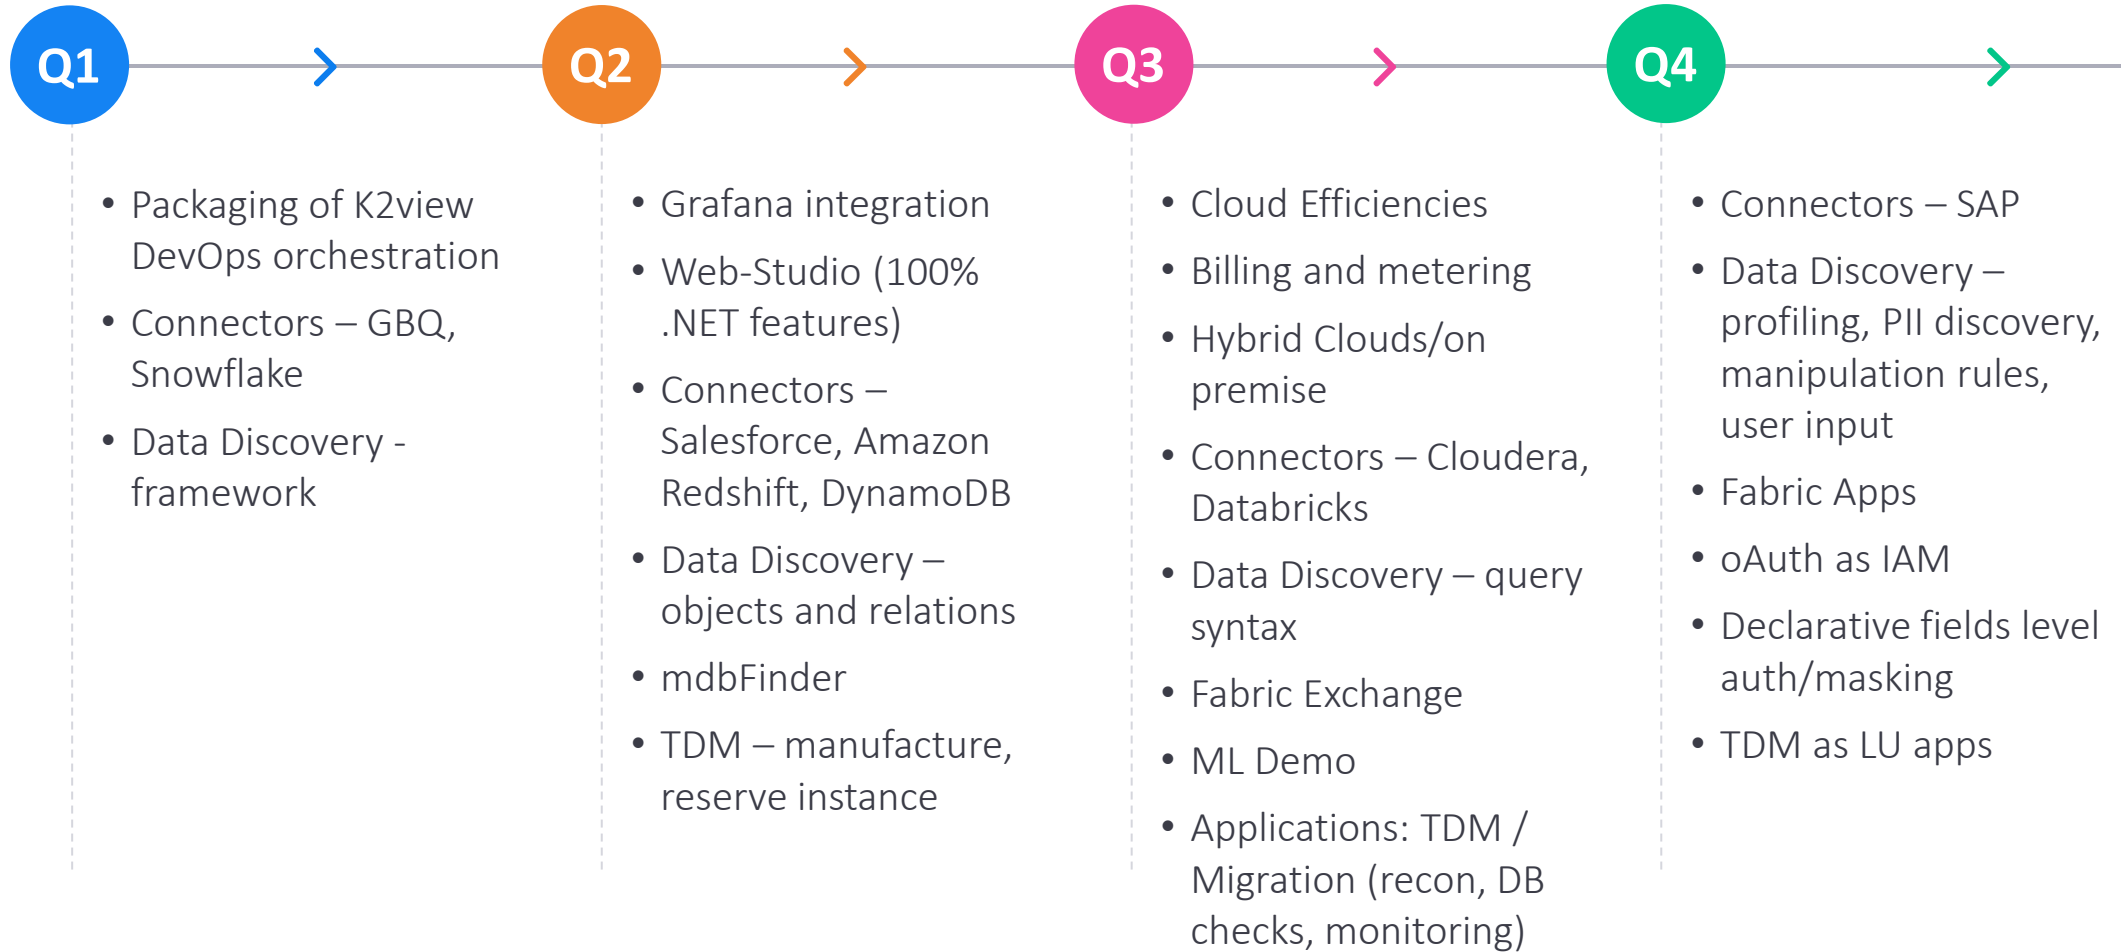 Q1
Q2
Q3
Q4
• Packaging of K2view
DevOps orchestration
• Connectors – GBQ,
Snowflake
• Data Discovery -
framework
• Grafana integration
• Web-Studio (100%
.NET features)
• Connectors –
Salesforce, Amazon
Redshift, DynamoDB
• Data Discovery –
objects and relations
• mdbFinder
• TDM – manufacture,
reserve instance
• Cloud Efficiencies
• Billing and metering
• Hybrid Clouds/on
premise
• Connectors – Cloudera,
Databricks
• Data Discovery – query
syntax
• Fabric Exchange
• ML Demo
• Applications: TDM /
Migration (recon, DB
checks, monitoring)
• Connectors – SAP
• Data Discovery –
profiling, PII discovery,
manipulation rules,
user input
• Fabric Apps
• oAuth as IAM
• Declarative fields level
auth/masking
• TDM as LU apps